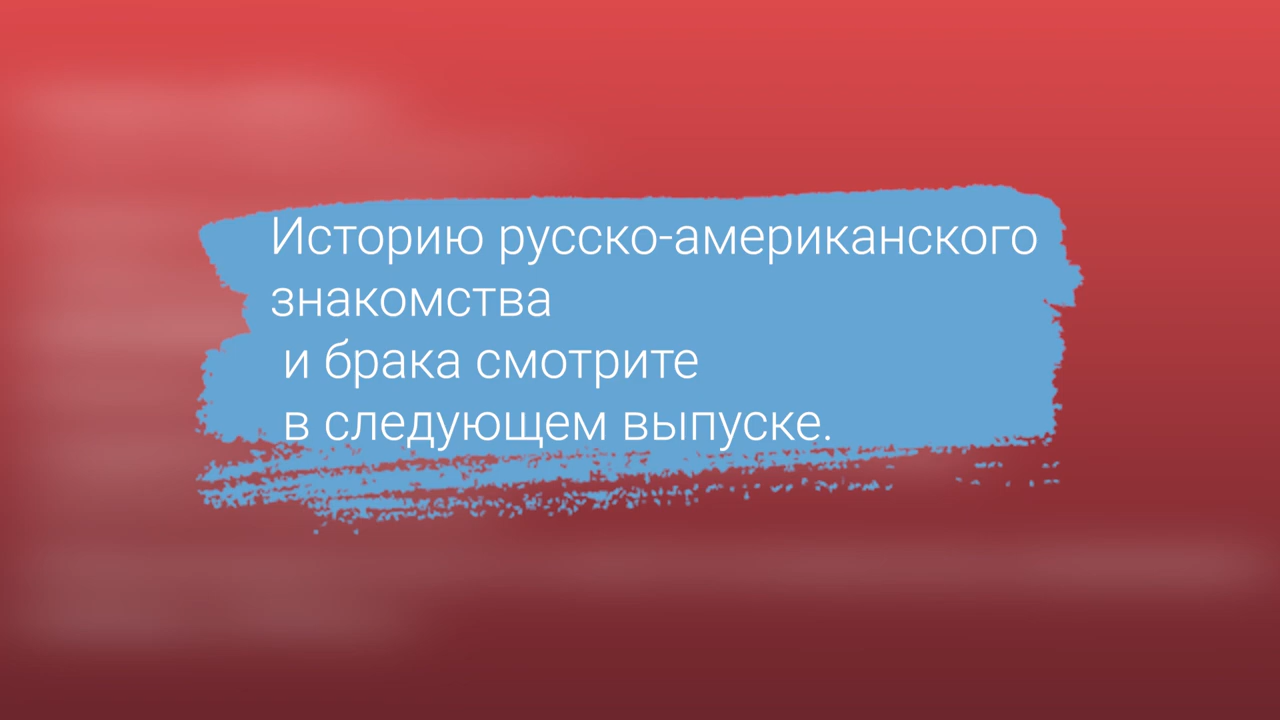 Историю русско-американского
знакомства
и брака смотрите
в следующем выпуске.